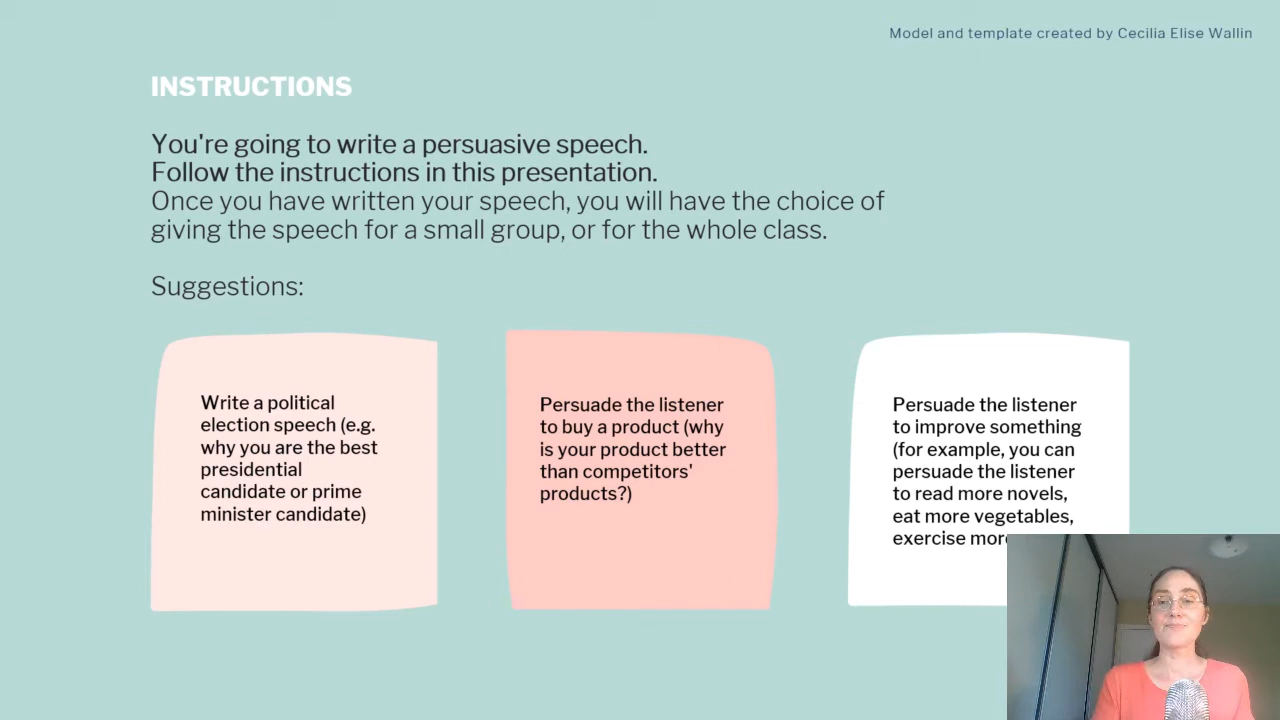 Model and template created by Cecilia Elise Wallin
INSTRUCTIONS
You're going to write a persuasive speech.
Follow the instructions in this presentation.
Once you have written your speech, you will have the choice of
giving the speech for a small group, or for the whole class.
Suggestions:
Write a political
election speech (e.g.
why you are the best
presidential
candidate or prime
minister candidate)
Persuade the listener
to buy a product (why
is your product better
than competitors'
products?)
Persuade the listener
to improve something
(for example, you can
persuade the listener
to read more novels,
eat more vegetables,
exercise more